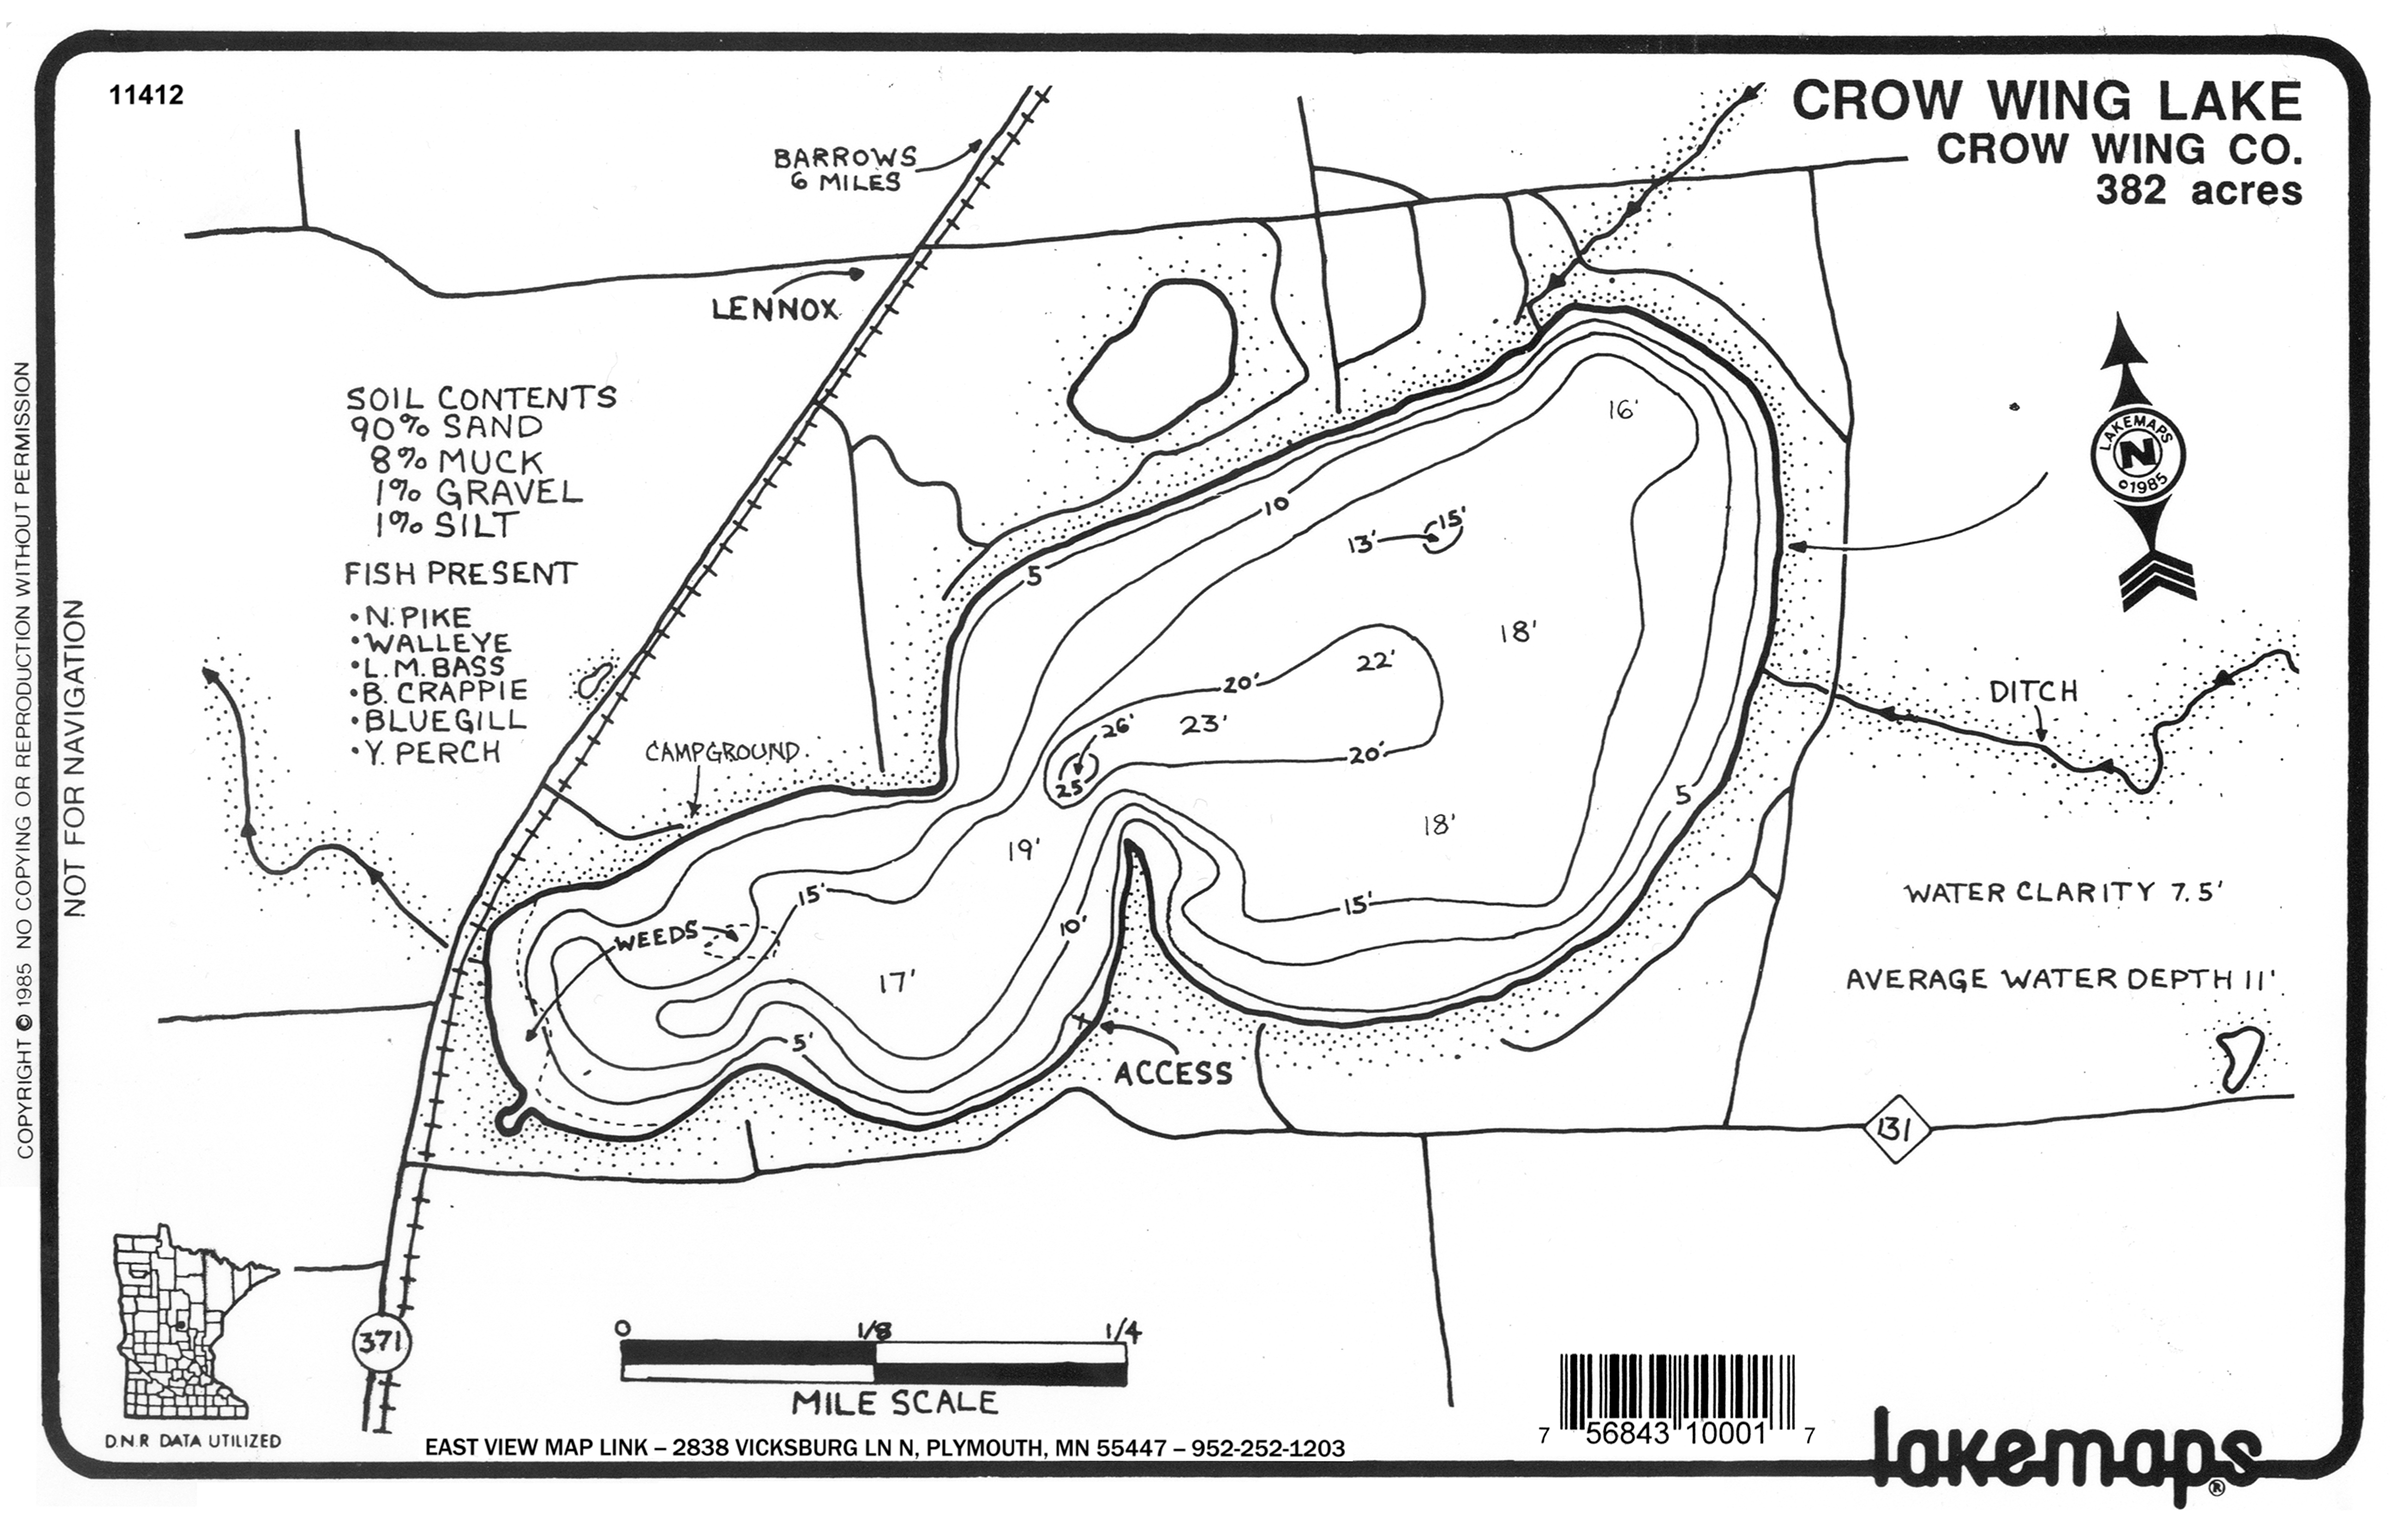 11412
CROW WING LAKE
CROW WING CO.
382 acres
BARROWS
6 MILES
LENNOX
SOIL CONTENTS
90% SAND
8% MUCK
1% GRAVEL
1% SILT
FISH PRESENT
•N. PIKE
•WALLEYE
•L.M. BASS
•B. CRAPPIE
•BLUEGILL
•Y. PERCH
CAMPGROUND
WEEDS
ACCESS
DITCH
16'
10
13'
15'
5
18'
22'
20'
23'
26'
25'
20'
5
19'
18'
15'
15'
10'
17'
5'
LAKEMAPS
N
©1985
WATER CLARITY 7.5'
AVERAGE WATER DEPTH 11'
131
371
0 1/8 1/4
MILE SCALE
D.N.R DATA UTILIZED
EAST VIEW MAP LINK – 2838 VICKSBURG LN N, PLYMOUTH, MN 55447 – 952-252-1203
7 56843 10001 7
lakemaps®
COPYRIGHT © 1985 NO COPYING OR REPRODUCTION WITHOUT PERMISSION
NOT FOR NAVIGATION